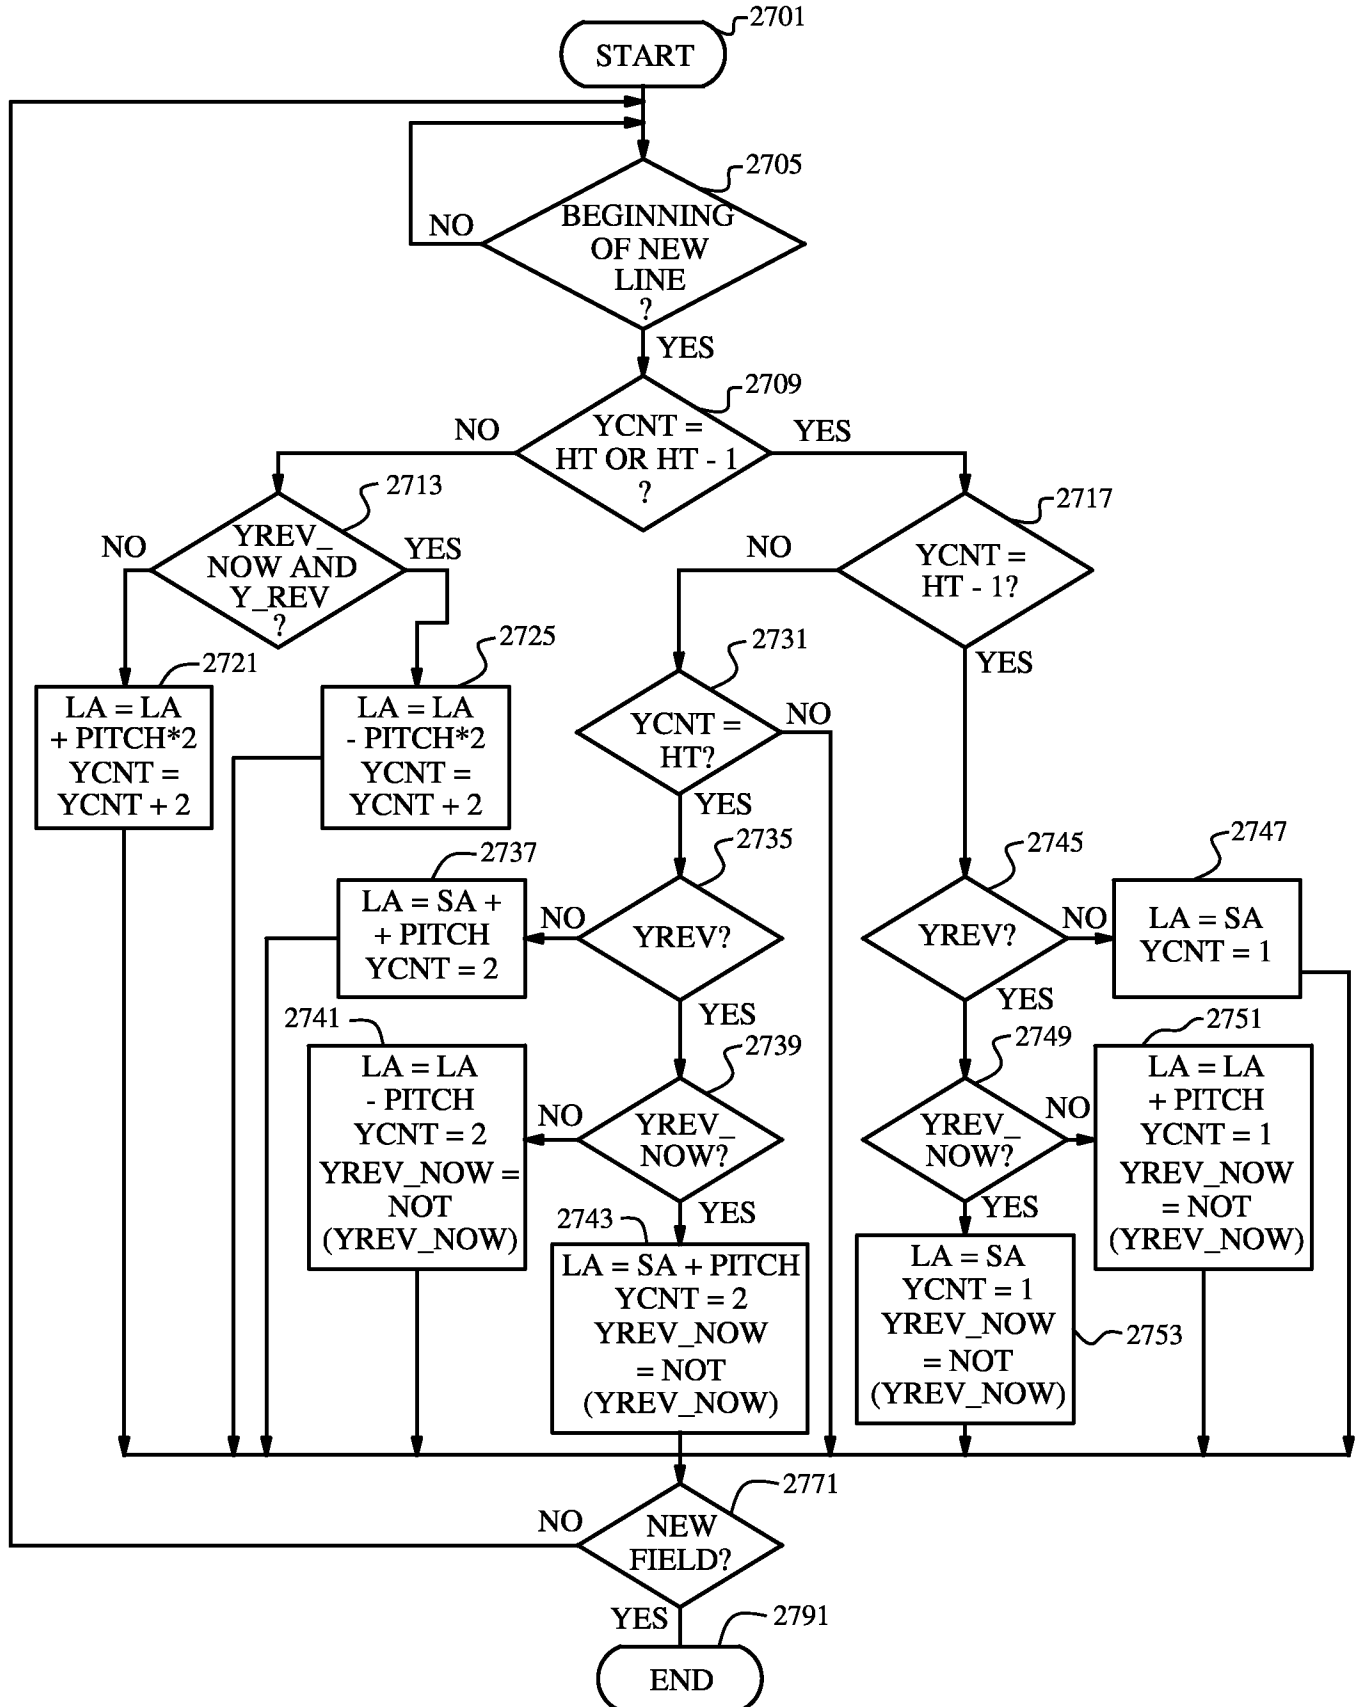 2701
START
2705
BEGINNING
OF NEW
LINE
?
NO
YES
2709
YCNT =
HT OR HT - 1
?
NO
YES
2713
YREV_
NOW AND
Y_REV
?
NO
YES
2717
YCNT =
HT - 1?
NO
YES
2721
LA = LA
+ PITCH*2
YCNT =
YCNT + 2
2725
LA = LA
- PITCH*2
YCNT =
YCNT + 2
2731
YCNT =
HT?
NO
YES
2735
YREV?
NO
YES
2737
LA = SA +
+ PITCH
YCNT = 2
2745
YREV?
NO
YES
2747
LA = SA
YCNT = 1
2739
YREV_
NOW?
NO
YES
2741
LA = LA
- PITCH
YCNT = 2
YREV_NOW =
NOT
(YREV_NOW)
2743
LA = SA + PITCH
YCNT = 2
YREV_NOW
= NOT
(YREV_NOW)
2749
YREV_
NOW?
NO
YES
2751
LA = LA
+ PITCH
YCNT = 1
YREV_NOW
= NOT
(YREV_NOW)
2753
LA = SA
YCNT = 1
YREV_NOW
= NOT
(YREV_NOW)
2771
NEW
FIELD?
NO
YES
2791
END